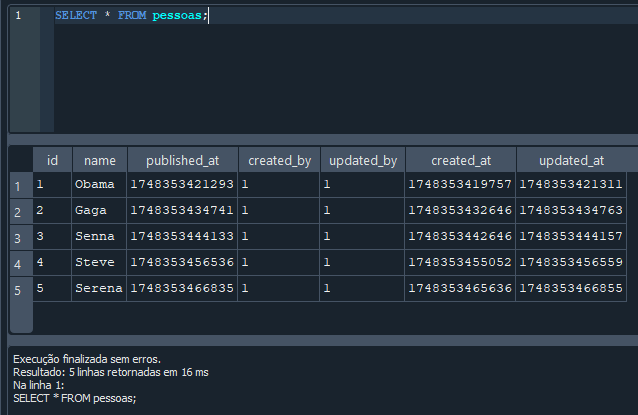 1 SELECT * FROM pessoas;
id name published_at created_by updated_by created_at updated_at
1 1 Obama 1748353421293 1 1 1748353419757 1748353421311
2 2 Gaga 1748353434741 1 1 1748353432646 1748353434763
3 3 Senna 1748353444133 1 1 1748353442646 1748353444157
4 4 Steve 1748353456536 1 1 1748353455052 1748353456559
5 5 Serena 1748353466835 1 1 1748353465636 1748353466855
Execução finalizada sem erros.
Resultado: 5 linhas retornadas em 16 ms
Na linha 1:
SELECT * FROM pessoas;